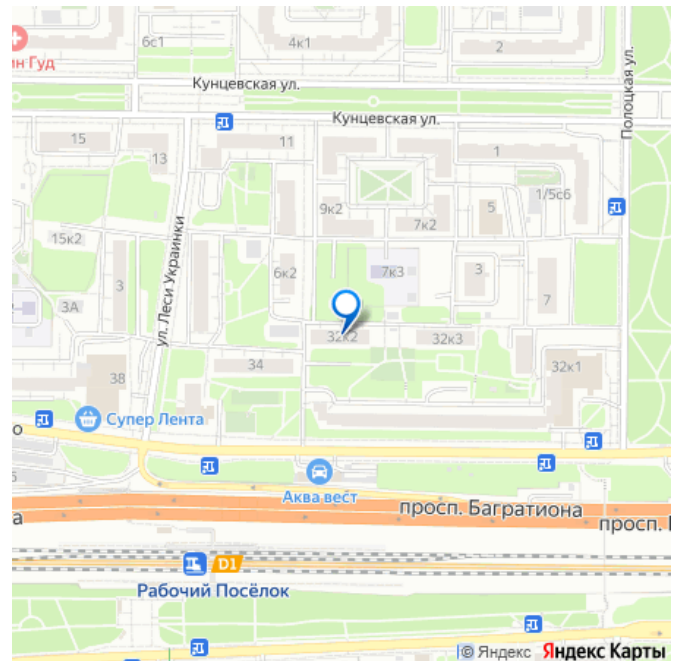 6с1
4к1
2
ин Гуд
Кунцевская ул.
Кунцевская ул.
Полоцкая ул.
15
13
11
1
1/5с6
9к2
7к2
5
15к2
3
ул. Леси Украинки
6к2
7к3
3
7
3А
32к2
32к3
32к1
34
38
Супер Лента
о
Аква вест
просп. Багратиона
а
просп.
D1
Рабочий Посёлок
© Яндекс Яндекс Карты